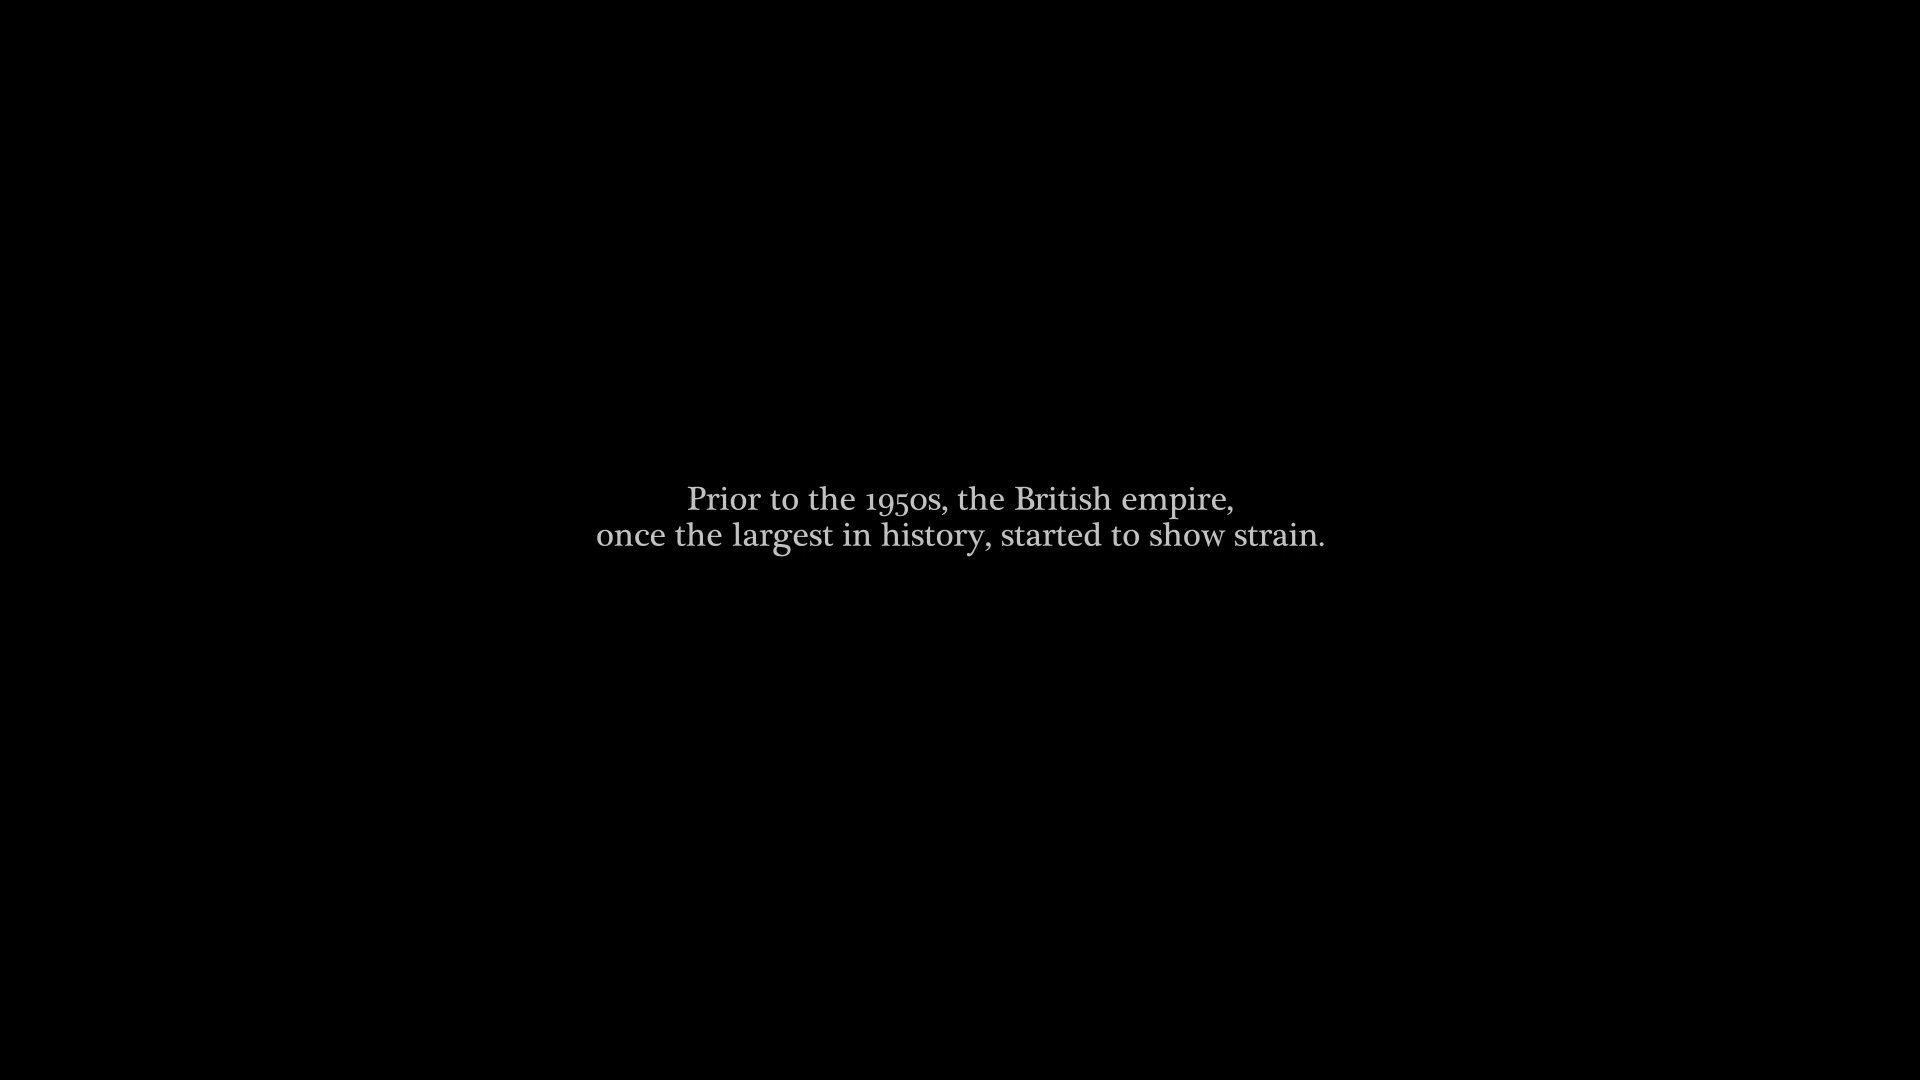 Prior to the 1950s, the British empire,
once the largest in history, started to show strain.